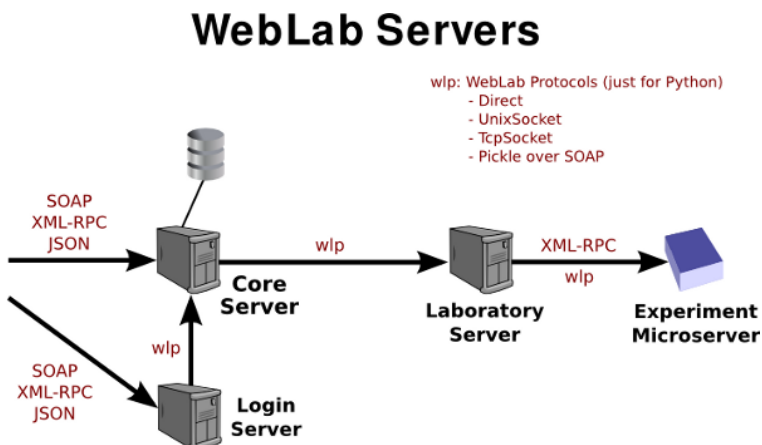 WebLab Servers
wlp: WebLab Protocols (just for Python)
- Direct
- UnixSocket
- TcpSocket
- Pickle over SOAP
SOAP
XML-RPC
JSON
wlp
XML-RPC
wlp
Core
Server
Laboratory
Server
Experiment
Microserver
wlp
SOAP
XML-RPC
JSON
Login
Server